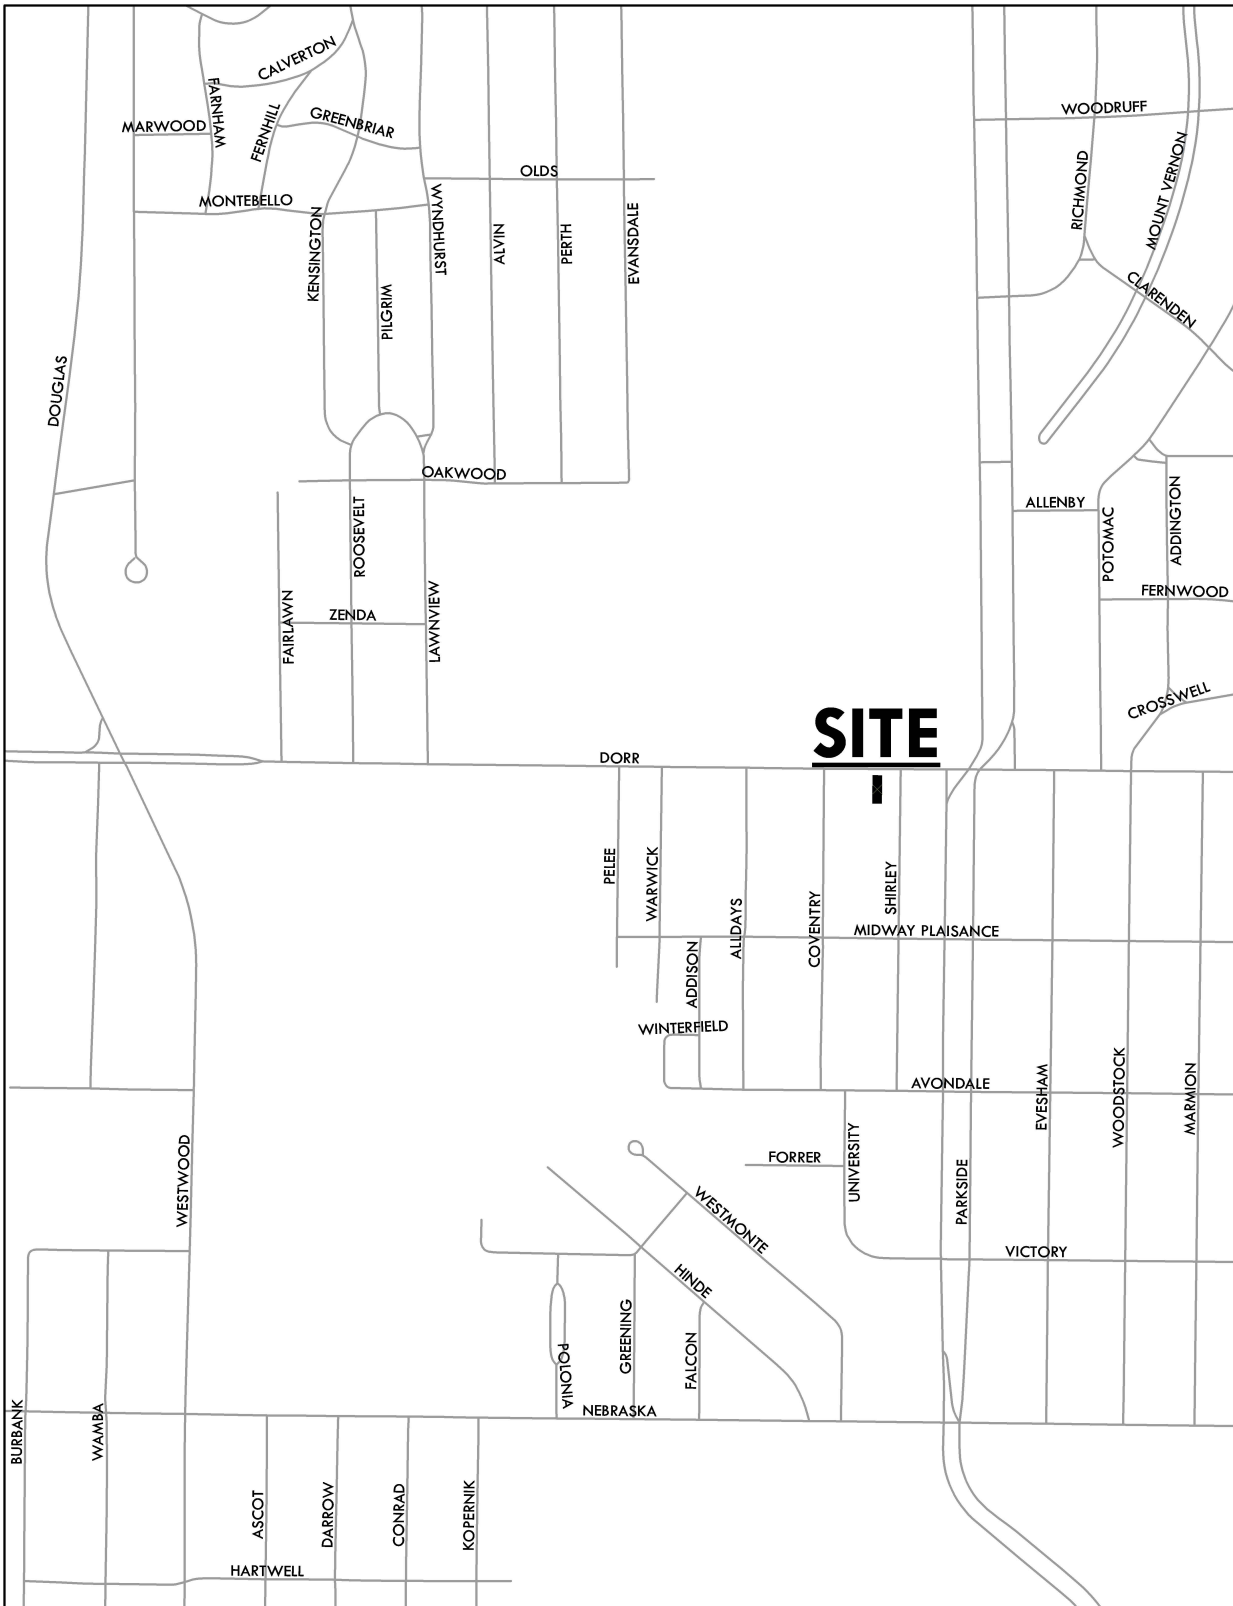 CALVERTON
FARNHAM
FERNHILL
WOODRUFF
MARWOOD
GREENBRIAR
MOUNT VERNON
RICHMOND
OLDS
MONTEBELLO
KENSINGTON
WYNDHURST
ALVIN
PERTH
EVANSDALE
PILGRIM
CLARENDEN
DOUGLAS
OAKWOOD
ROOSEVELT
ALLENBY
POTOMAC
ADDINGTON
FERNWOOD
FAIRLAWN
ZENDA
LAWNVIEW
CROSSWELL
SITE
DORR
PELEE
WARWICK
ALLDAYS
COVENTRY
SHIRLEY
MIDWAY PLAISANCE
ADDISON
WINTERFIELD
AVONDALE
EVESHAM
WOODSTOCK
MARMION
WESTWOOD
FORRER
UNIVERSITY
PARKSIDE
WESTMONTE
VICTORY
HINDE
GREENING
FALCON
POLONIA
NEBRASKA
BURBANK
WAMBA
ASCOT
DARROW
CONRAD
KOPERNIK
HARTWELL